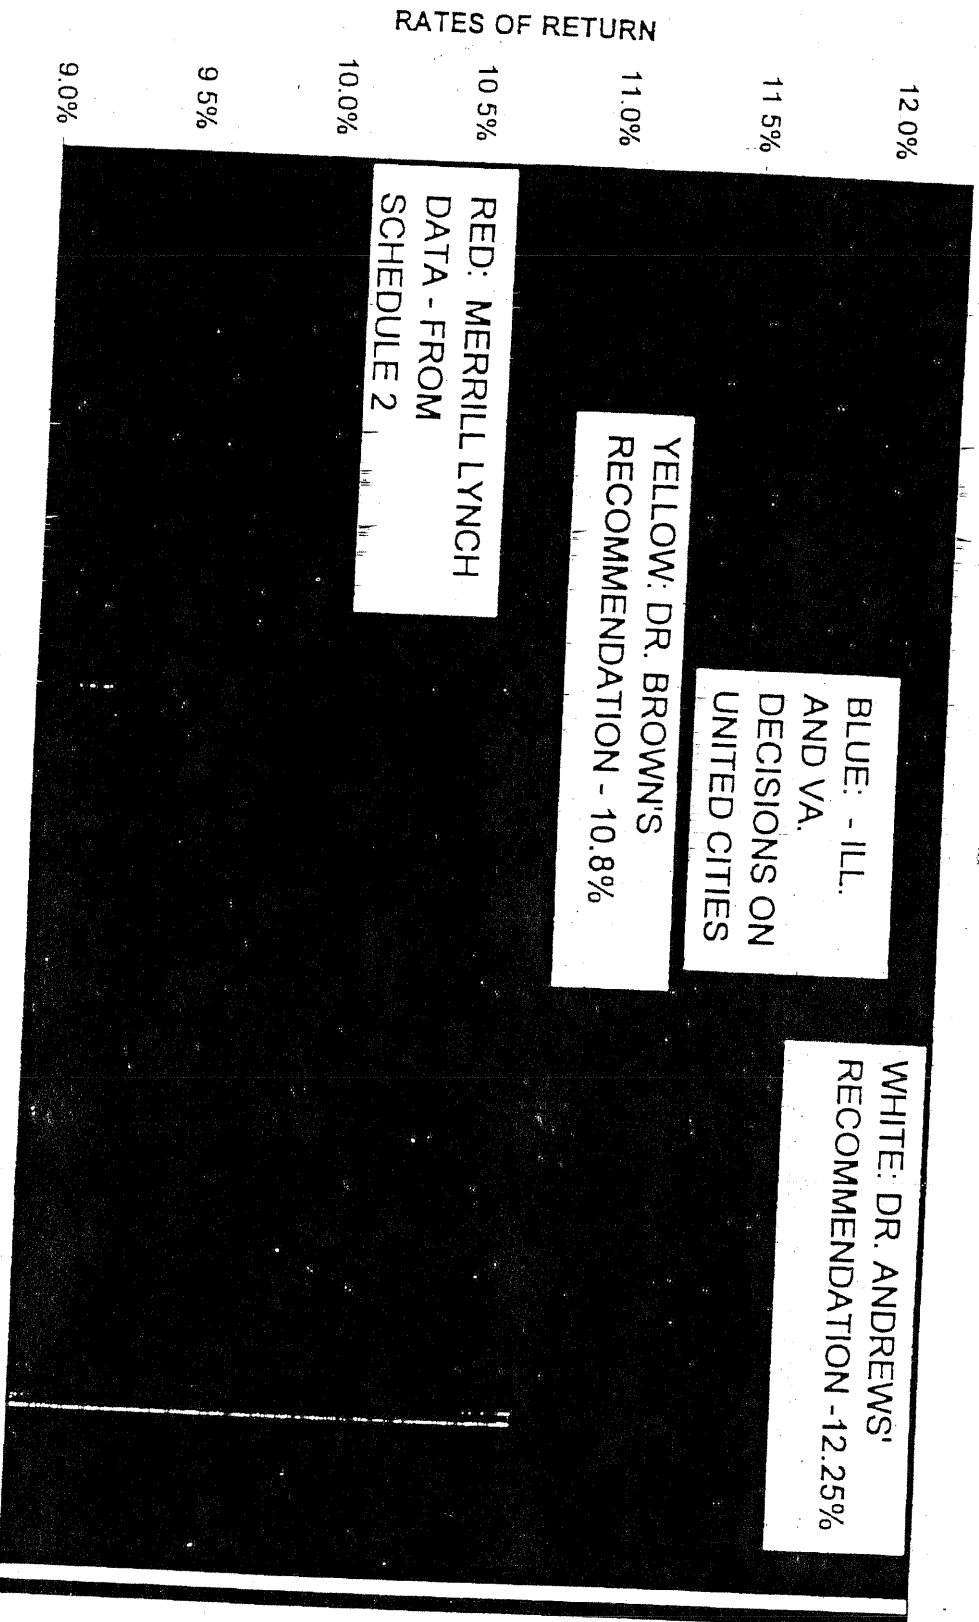 RATES OF RETURN
12.0%
11 5%
11.0%
10 5%
10.0%
9 5%
9.0%
RED: MERRILL LYNCH
DATA - FROM
SCHEDULE 2
YELLOW: DR. BROWN'S
RECOMMENDATION - 10.8%
BLUE: - ILL.
AND VA.
DECISIONS ON
UNITED CITIES
WHITE: DR. ANDREWS'
RECOMMENDATION -12.25%